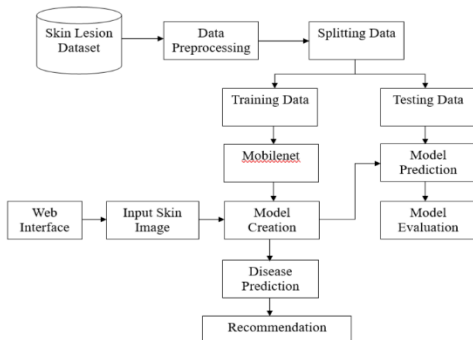 Skin Lesion
Dataset
Data
Preprocessing
Splitting Data
Training Data
Testing Data
Mobilenet
Model
Prediction
Web
Interface
Input Skin
Image
Model
Creation
Model
Evaluation
Disease
Prediction
Recommendation